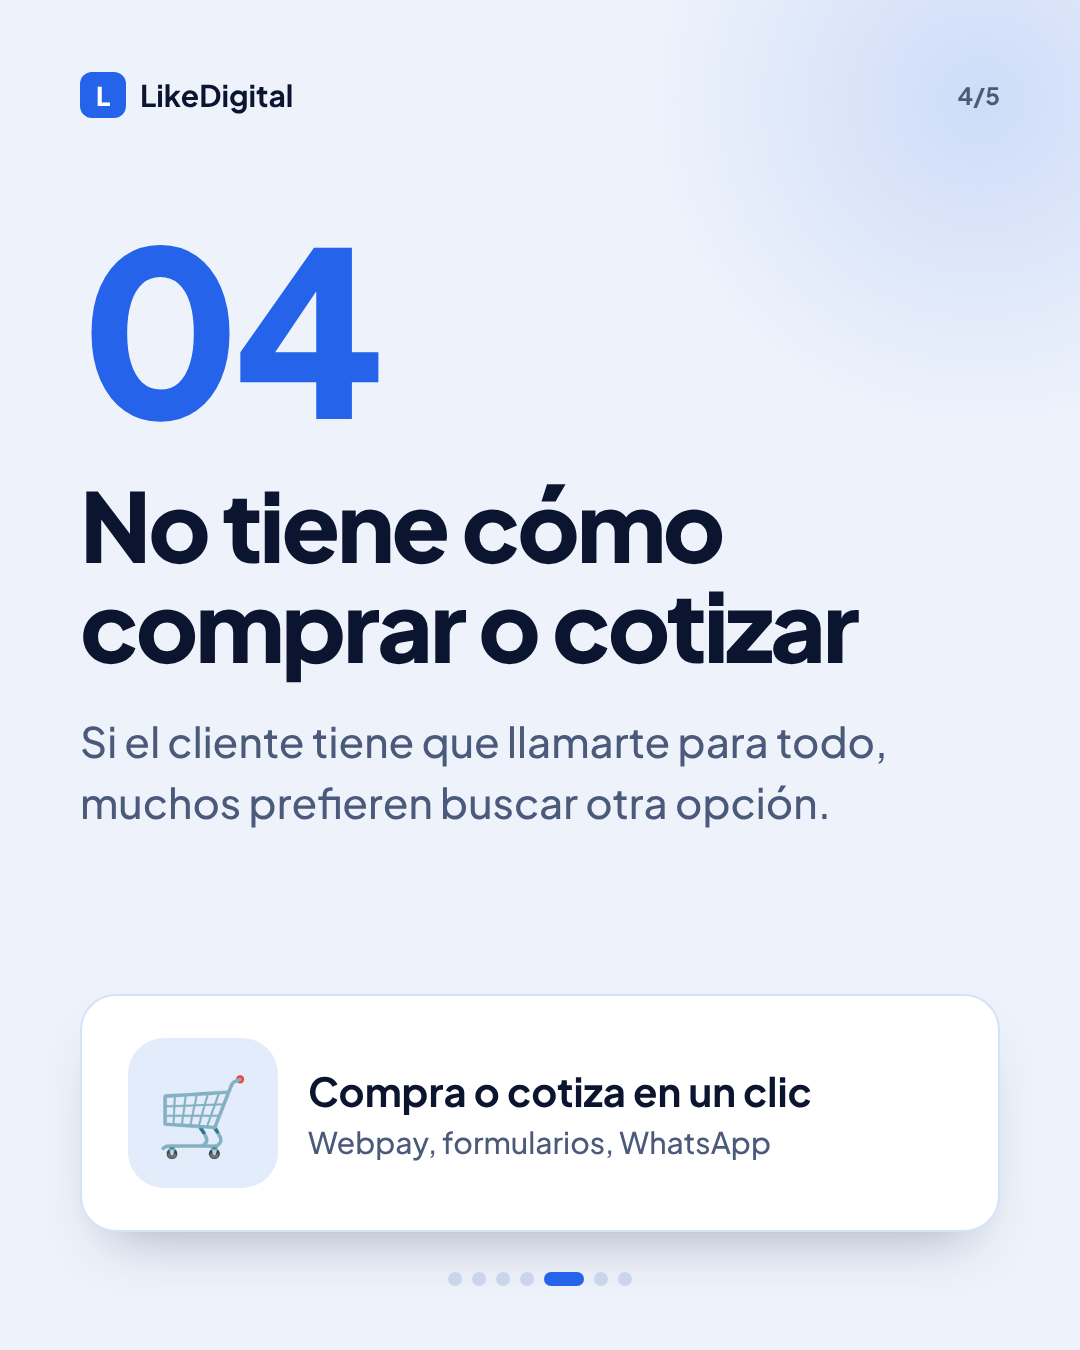 L LikeDigital
4/5
04
No tiene cómo
comprar o cotizar
Si el cliente tiene que llamarte para todo,
muchos prefieren buscar otra opción.
Compra o cotiza en un clic
Webpay, formularios, WhatsApp